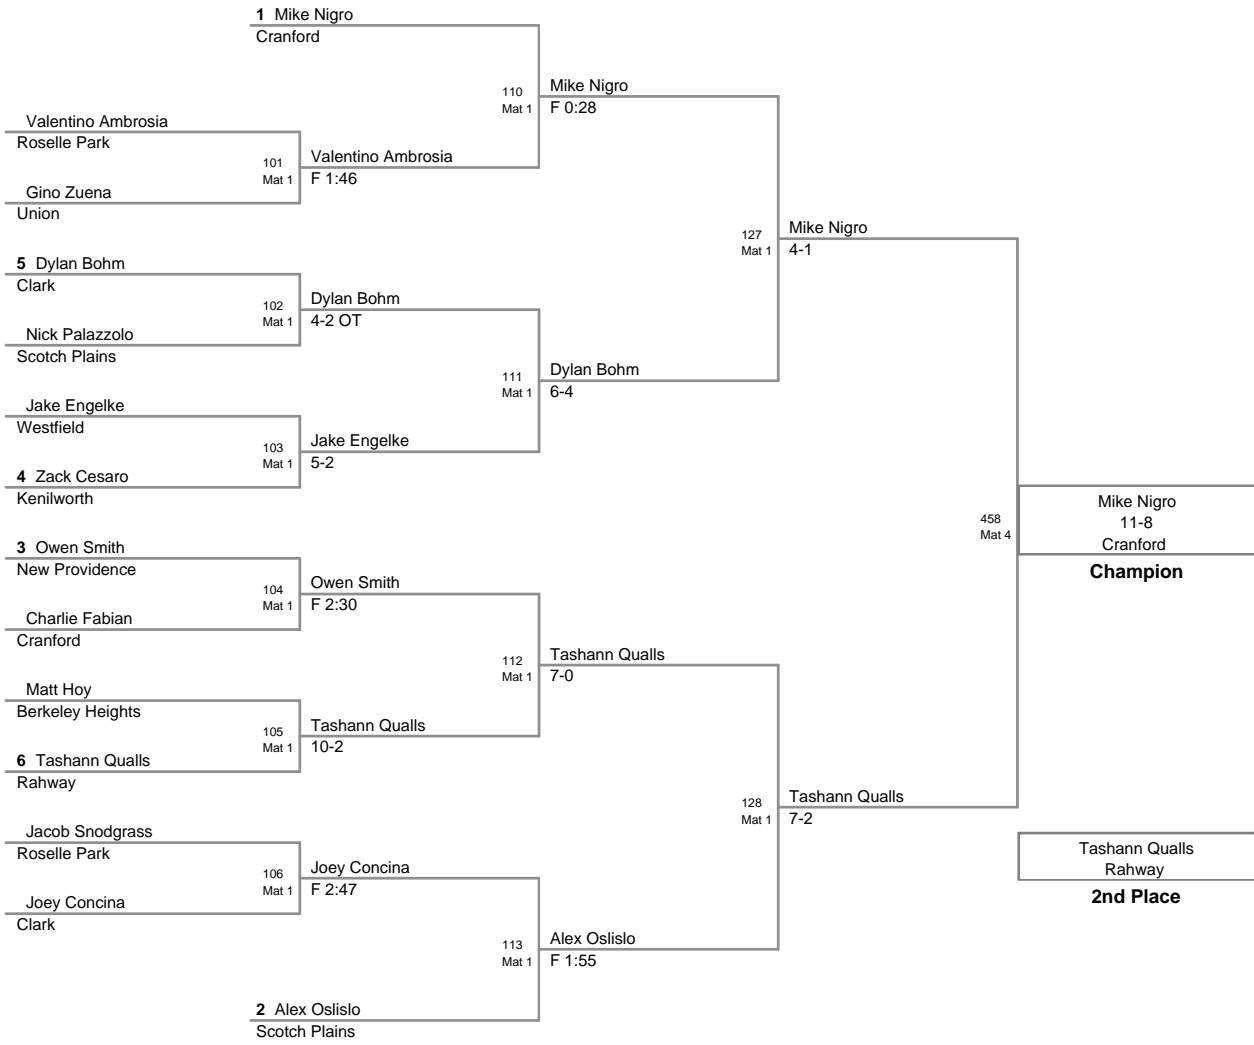 1 Mike Nigro
Cranford
110
Mat 1
Mike Nigro
F 0:28
Valentino Ambrosia
Roselle Park
101
Mat 1
Valentino Ambrosia
F 1:46
Gino Zuena
Union
127
Mat 1
Mike Nigro
4-1
5 Dylan Bohm
Clark
102
Mat 1
Dylan Bohm
4-2 OT
Nick Palazzolo
Scotch Plains
111
Mat 1
Dylan Bohm
6-4
Jake Engelke
Westfield
103
Mat 1
Jake Engelke
5-2
4 Zack Cesaro
Kenilworth
458
Mat 4
Mike Nigro
11-8
Cranford
Champion
3 Owen Smith
New Providence
104
Mat 1
Owen Smith
F 2:30
Charlie Fabian
Cranford
112
Mat 1
Tashann Qualls
7-0
Matt Hoy
Berkeley Heights
105
Mat 1
Tashann Qualls
10-2
6 Tashann Qualls
Rahway
128
Mat 1
Tashann Qualls
7-2
Jacob Snodgrass
Roselle Park
106
Mat 1
Joey Concina
F 2:47
Joey Concina
Clark
Tashann Qualls
Rahway
2nd Place
113
Mat 1
Alex Oslislo
F 1:55
2 Alex Oslislo
Scotch Plains